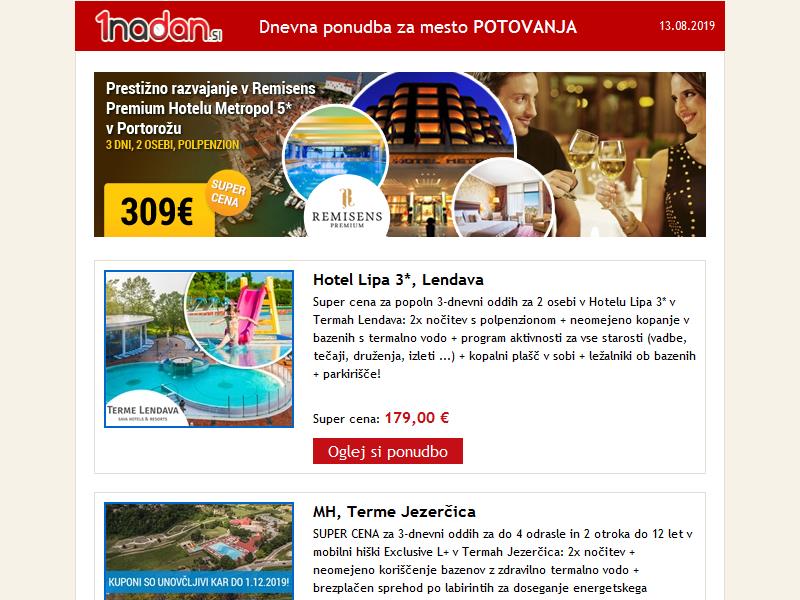 1nadan.si
Dnevna ponudba za mesto POTOVANJA
13.08.2019
Prestižno razvajanje v Remisens
Premium Hotelu Metropol 5*
v Portorožu
3 DNI, 2 OSEBI, POLPENZION
SUPER
CENA
309€
REMISENS
PREMIUM
HOTEL METROPOL
Hotel Lipa 3*, Lendava
Super cena za popoln 3-dnevni oddih za 2 osebi v Hotelu Lipa 3* v
Termah Lendava: 2x nočitev s polpenzionom + neomejeno kopanje v
bazenih s termalno vodo + program aktivnosti za vse starosti (vadbe,
tečaji, druženja, izleti ...) + kopalni plašč v sobi + ležalniki ob bazenih
+ parkirišče!
TERME LENDAVA
SAVA HOTELS & RESORTS
Super cena: 179,00 €
Oglej si ponudbo
MH, Terme Jezerčica
SUPER CENA za 3-dnevni oddih za do 4 odrasle in 2 otroka do 12 let v
mobilni hiški Exclusive L+ v Termah Jezerčica: 2x nočitev +
neomejeno koriščenje bazenov z zdravilno termalno vodo +
brezplačen sprehod po labirintih za doseganje energetskega
KUPONI SO UNOVČLJIVI KAR DO 1.12.2019!